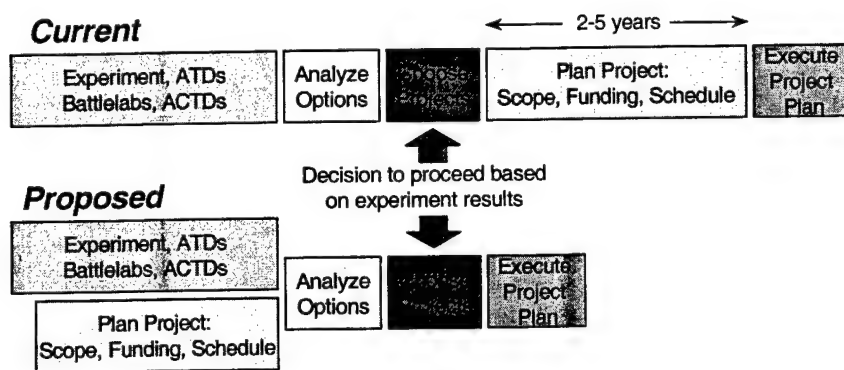 Current
2-5 years
Experiment, ATDs
Battlelabs, ACTDs
Analyze
Options
Plan Project:
Scope, Funding, Schedule
Execute
Project
Plan
Decision to proceed based
on experiment results
Proposed
Experiment, ATDs
Battlelabs, ACTDs
Plan Project:
Scope, Funding, Schedule
Analyze
Options
Execute
Project
Plan